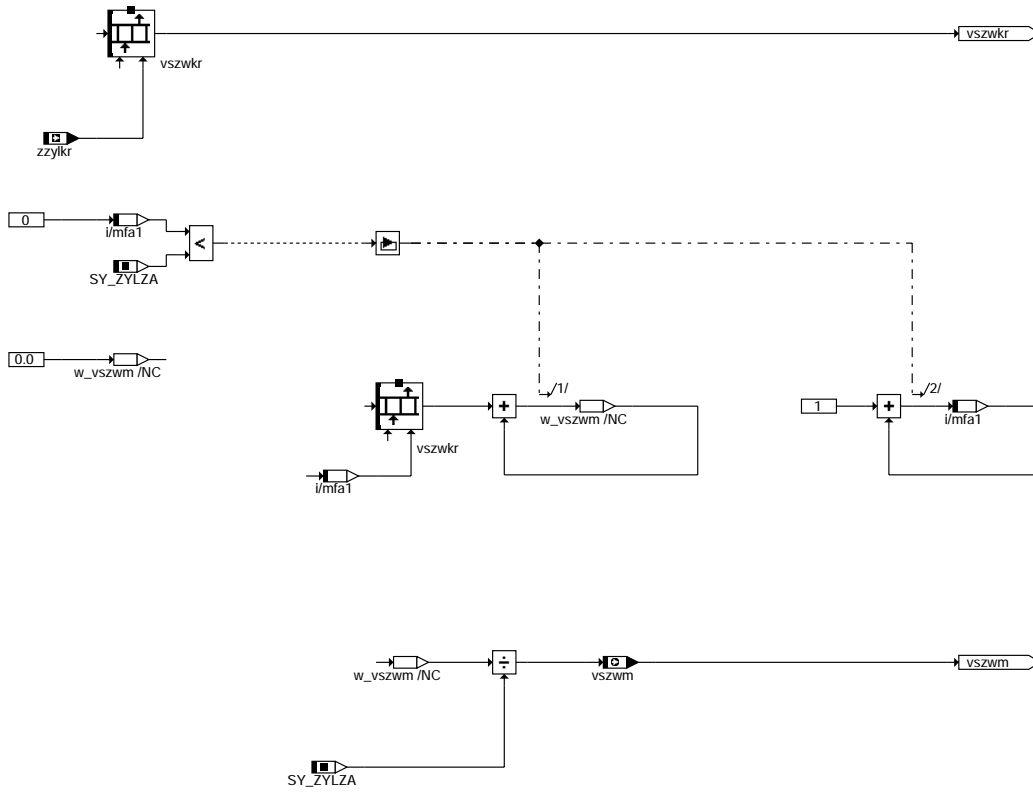 vszwkr
vszwkr
zzylkr
0
i/mfa1
<
SY_ZYLZA
0.0
w_vszwm /NC
/1/
/2/
+
w_vszwm /NC
1
+
i/mfa1
vszwkr
i/mfa1
÷
vszwm
w_vszwm /NC
vszwm
SY_ZYLZA